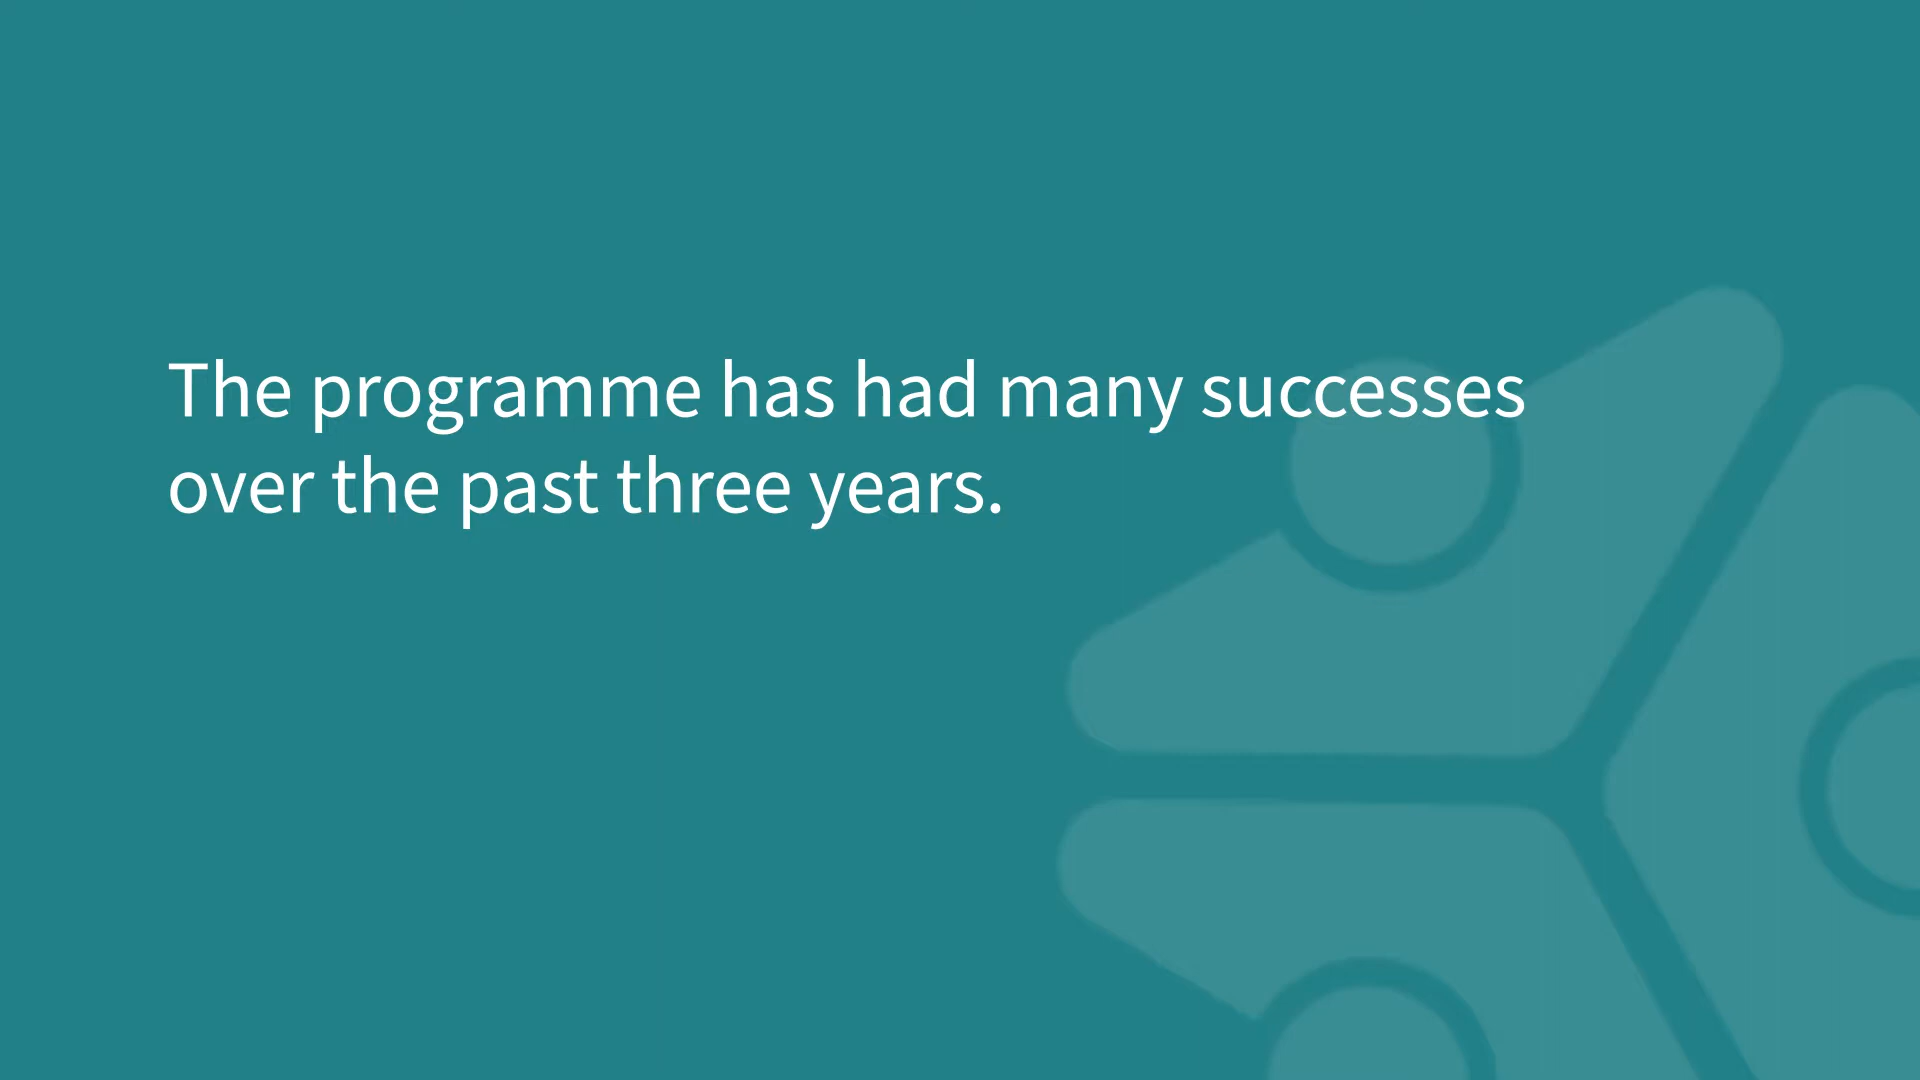 The programme has had many successes
over the past three years.